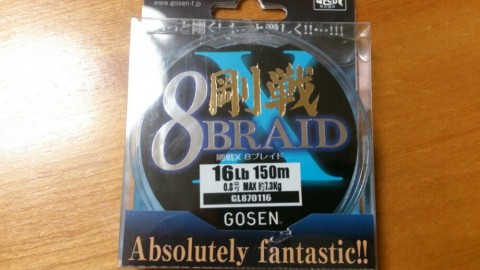 www.gosen-f.jp
8 剛戦
BRAID
X
剛戦X 8ブレイド
16Lb 150m
0.8号 MAX 約7.3Kg
GL870116
GOSEN
Absolutely fantastic!!